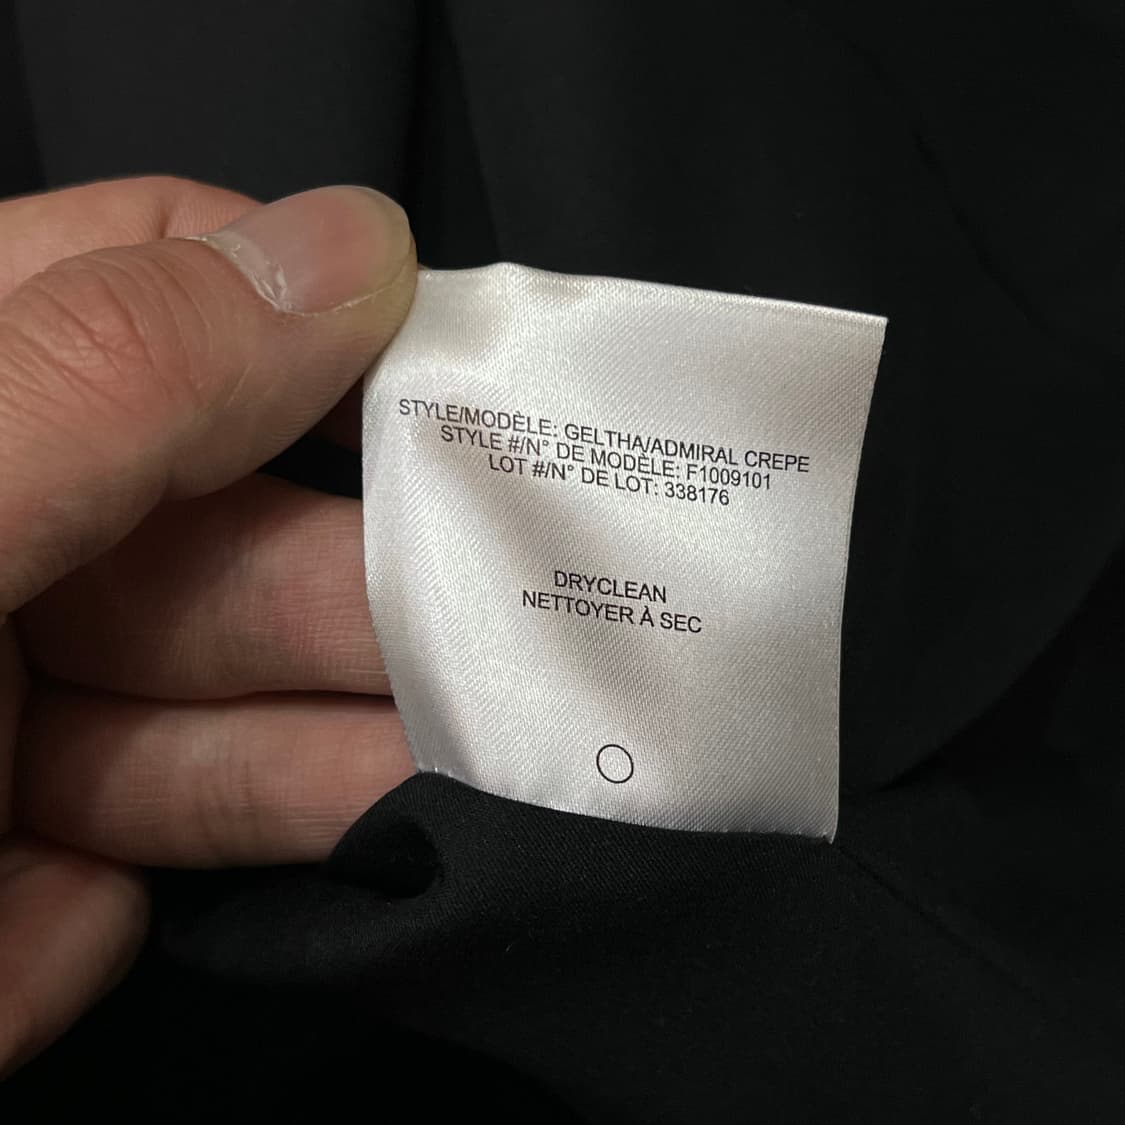 STYLE/MODÈLE: GELTHA/ADMIRAL CREPE
STYLE #/N° DE MODÈLE: F1009101
LOT #/N° DE LOT: 338176
DRYCLEAN
NETTOYER À SEC